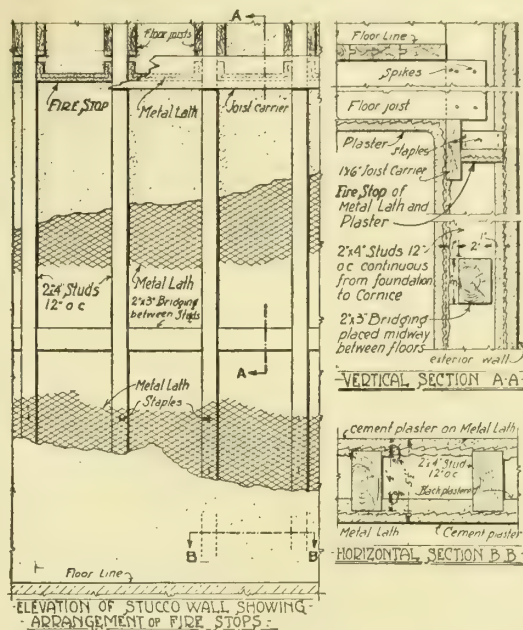 A
Floor joists
FIRE STOP
Metal Lath
Joist carrier
2"x4" Studs
12" o c
Metal Lath
2"x3" Bridging
between Studs
A
Metal Lath
Staples
B
B
Floor Line
-ELEVATION OF STUCCO WALL SHOWING-
-ARRANGEMENT OF FIRE STOPS-
Floor Line
Spikes
Floor joist
Plaster
staples
1"x6" Joist Carrier
Fire Stop of
Metal Lath and
Plaster
2"x4" Studs 12"
o c continuous
from foundation
to Cornice
2"x3" Bridging
placed midway
between floors
exterior wall
-VERTICAL SECTION A-A-
cement plaster on Metal Lath
2"x4" Stud
12" o c
Back plaster
Metal Lath
Cement plaster
-HORIZONTAL SECTION B B-